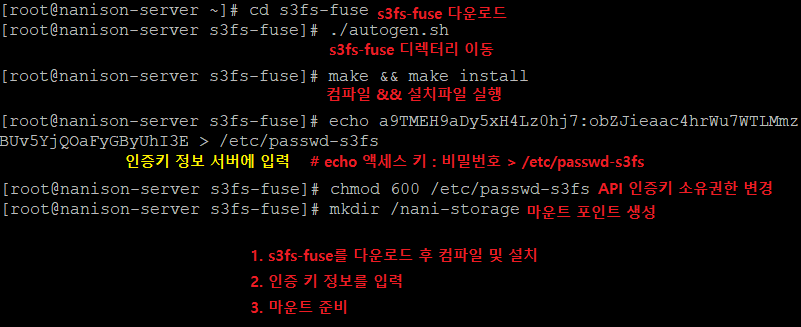 [root@nanison-server ~]# cd s3fs-fuse s3fs-fuse 다운로드
[root@nanison-server s3fs-fuse]# ./autogen.sh
s3fs-fuse 디렉터리 이동
[root@nanison-server s3fs-fuse]# make && make install
컴파일 && 설치파일 실행
[root@nanison-server s3fs-fuse]# echo a9TMEH9aDy5xH4Lz0hj7:obZJieaac4hrWu7WTLMmz
BUv5YjQOaFyGByUhI3E > /etc/passwd-s3fs
인증키 정보 서버에 입력 # echo 액세스 키 : 비밀번호 > /etc/passwd-s3fs
[root@nanison-server s3fs-fuse]# chmod 600 /etc/passwd-s3fs API 인증키 소유권한 변경
[root@nanison-server s3fs-fuse]# mkdir /nani-storage 마운트 포인트 생성
1. s3fs-fuse를 다운로드 후 컴파일 및 설치
2. 인증 키 정보를 입력
3. 마운트 준비